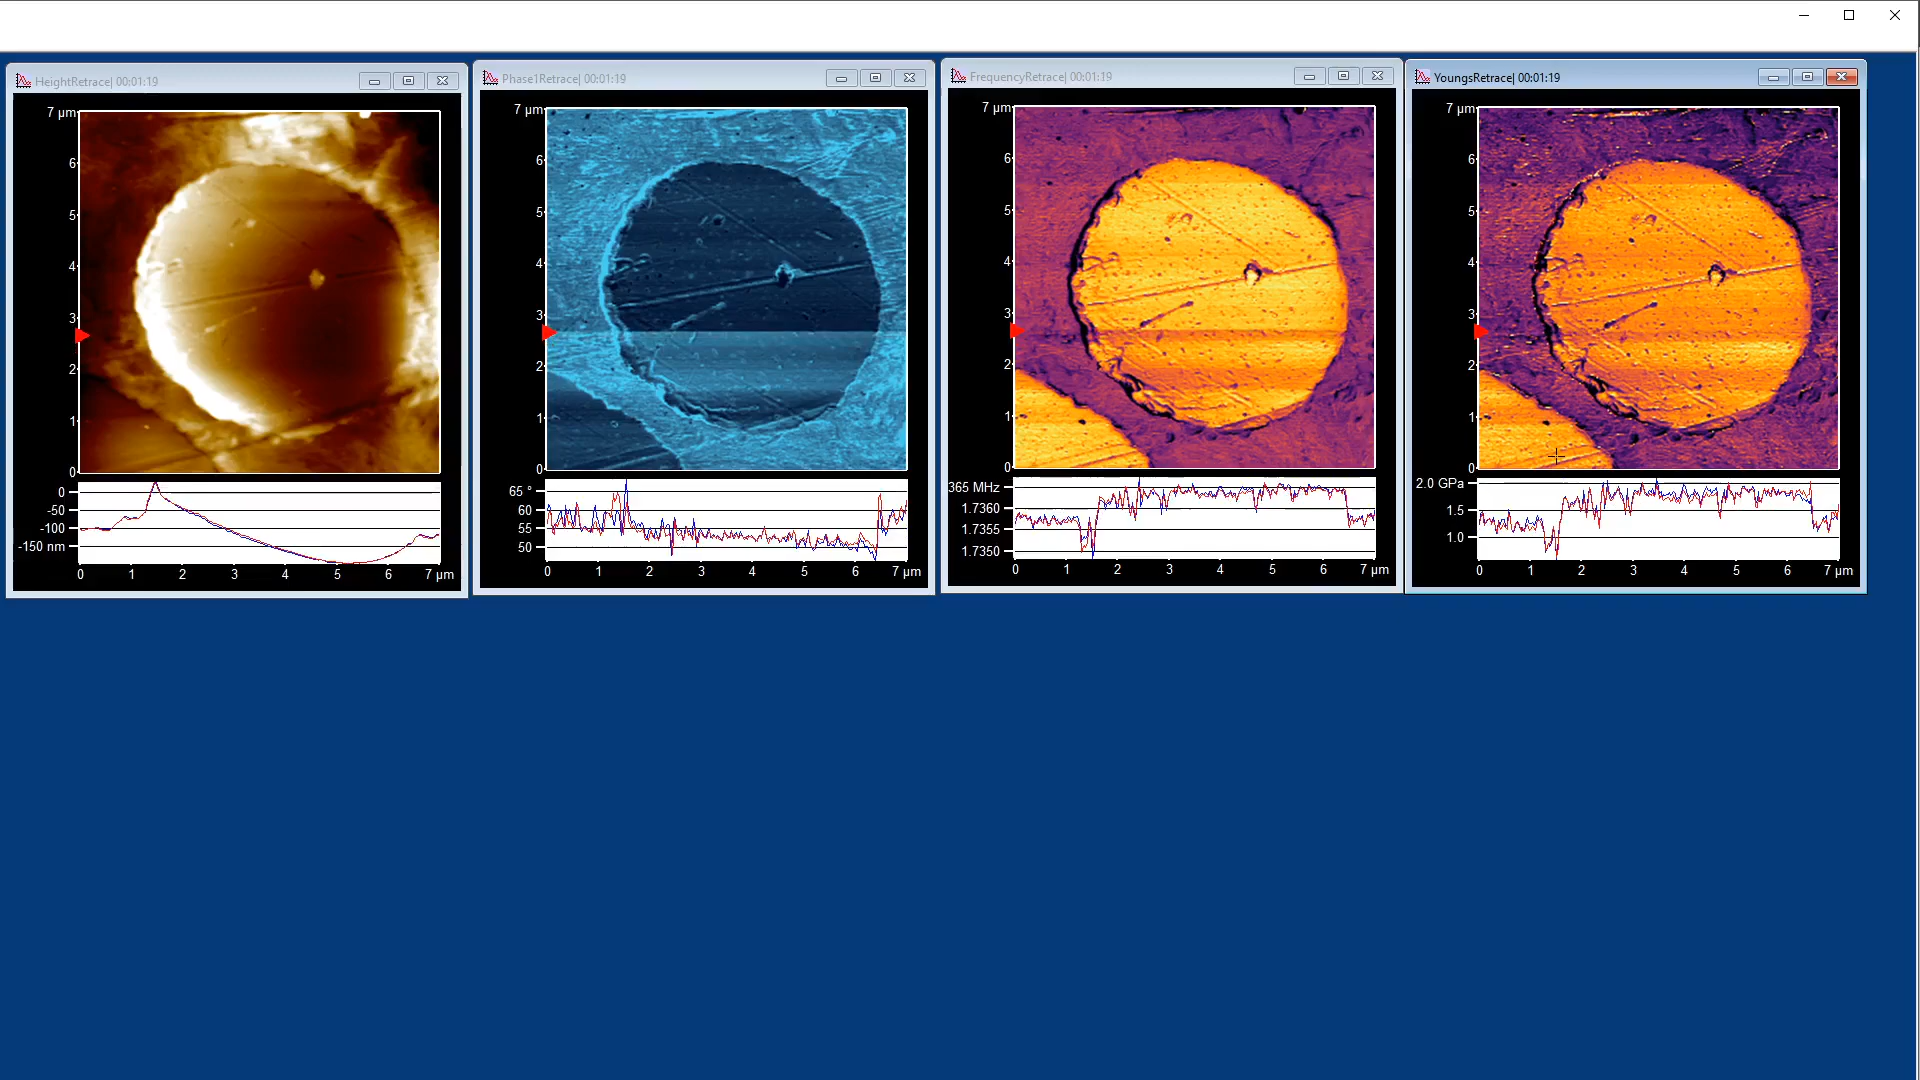 HeightRetrace| 00:01:19
7 µm
6
5
4
3
2
1
0
0
-50
-100
-150 nm
0 1 2 3 4 5 6 7 µm
Phase1Retrace| 00:01:19
7 µm
6
5
4
3
2
1
0
65 °
60
55
50
0 1 2 3 4 5 6 7 µm
FrequencyRetrace| 00:01:19
7 µm
6
5
4
3
2
1
0
365 MHz
1.7360
1.7355
1.7350
0 1 2 3 4 5 6 7 µm
YoungsRetrace| 00:01:19
7 µm
6
5
4
3
2
1
0
2.0 GPa
1.5
1.0
0 1 2 3 4 5 6 7 µm